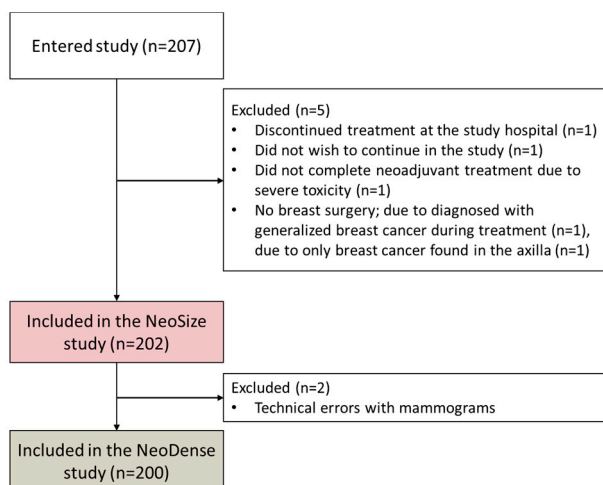 Entered study (n=207)
Excluded (n=5)
• Discontinued treatment at the study hospital (n=1)
• Did not wish to continue in the study (n=1)
• Did not complete neoadjuvant treatment due to
severe toxicity (n=1)
• No breast surgery; due to diagnosed with
generalized breast cancer during treatment (n=1),
due to only breast cancer found in the axilla (n=1)
Included in the NeoSize
study (n=202)
Excluded (n=2)
• Technical errors with mammograms
Included in the NeoDense
study (n=200)